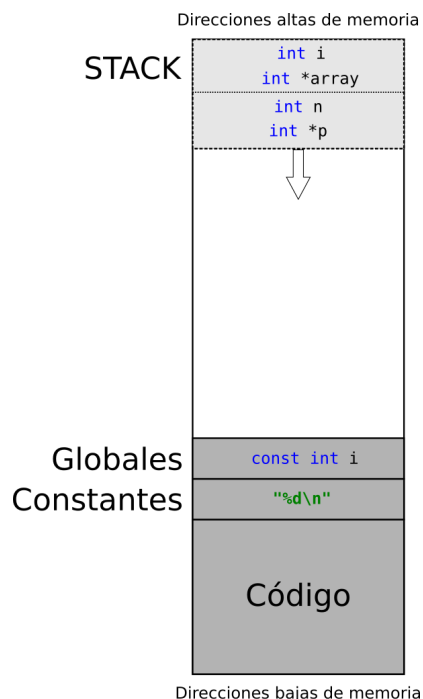 Direcciones altas de memoria
STACK
int i
int *array
int n
int *p
Globales
const int i
Constantes
"%d\n"
Código
Direcciones bajas de memoria